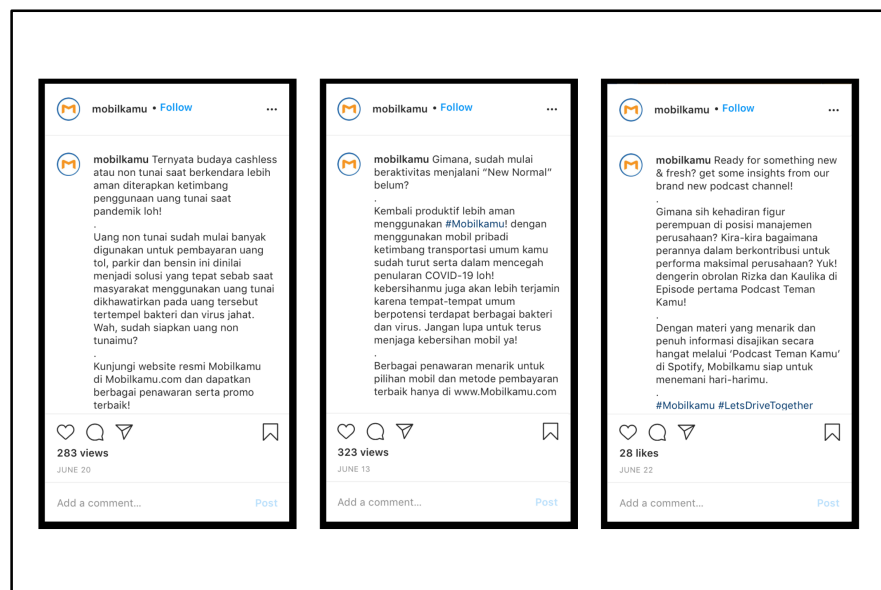 mobilkamu • Follow ...
mobilkamu Ternyata budaya cashless
atau non tunai saat berkendara lebih
aman diterapkan ketimbang
penggunaan uang tunai saat
pandemik loh!
.
Uang non tunai sudah mulai banyak
digunakan untuk pembayaran uang
tol, parkir dan bensin ini dinilai
menjadi solusi yang tepat sebab saat
masyarakat menggunakan uang tunai
dikhawatirkan pada uang tersebut
tertempel bakteri dan virus jahat.
Wah, sudah siapkan uang non
tunaimu?
.
Kunjungi website resmi Mobilkamu
di Mobilkamu.com dan dapatkan
berbagai penawaran serta promo
terbaik!
283 views
JUNE 20
Add a comment... Post
mobilkamu • Follow ...
mobilkamu Gimana, sudah mulai
beraktivitas menjalani “New Normal”
belum?
.
Kembali produktif lebih aman
menggunakan #Mobilkamu! dengan
menggunakan mobil pribadi
ketimbang transportasi umum kamu
sudah turut serta dalam mencegah
penularan COVID-19 loh!
kebersihanmu juga akan lebih terjamin
karena tempat-tempat umum
berpotensi terdapat berbagai bakteri
dan virus. Jangan lupa untuk terus
menjaga kebersihan mobil ya!
.
Berbagai penawaran menarik untuk
pilihan mobil dan metode pembayaran
terbaik hanya di www.Mobilkamu.com
323 views
JUNE 13
Add a comment... Post
mobilkamu • Follow ...
mobilkamu Ready for something new
& fresh? get some insights from our
brand new podcast channel!
.
Gimana sih kehadiran figur
perempuan di posisi manajemen
perusahaan? Kira-kira bagaimana
perannya dalam berkontribusi untuk
performa maksimal perusahaan? Yuk!
dengerin obrolan Rizka dan Kaulika di
Episode pertama Podcast Teman
Kamu!
.
Dengan materi yang menarik dan
penuh informasi disajikan secara
hangat melalui ‘Podcast Teman Kamu’
di Spotify, Mobilkamu siap untuk
menemani hari-harimu.
.
#Mobilkamu #LetsDriveTogether
28 likes
JUNE 22
Add a comment... Post